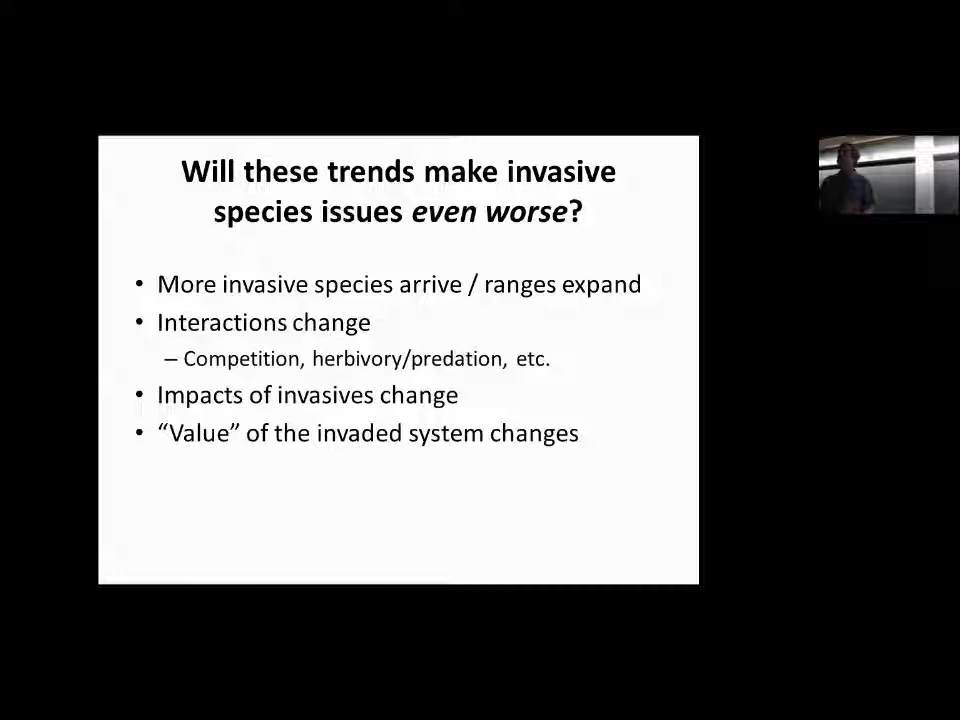 Will these trends make invasive
species issues even worse?
• More invasive species arrive / ranges expand
• Interactions change
– Competition, herbivory/predation, etc.
• Impacts of invasives change
• “Value” of the invaded system changes